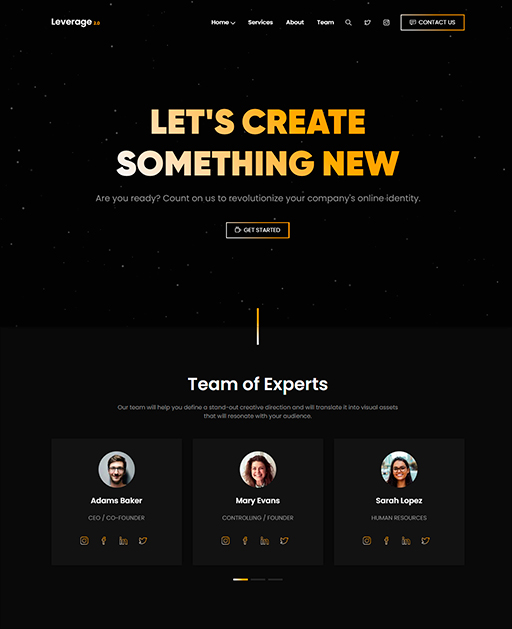 Leverage 2.0
Home Services About Team CONTACT US
LET'S CREATE
SOMETHING NEW
Are you ready? Count on us to revolutionize your company's online identity.
GET STARTED
Team of Experts
Our team will help you define a stand-out creative direction and will translate it into visual assets
that will resonate with your audience.
Adams Baker
CEO / CO-FOUNDER
Mary Evans
CONTROLLING / FOUNDER
Sarah Lopez
HUMAN RESOURCES